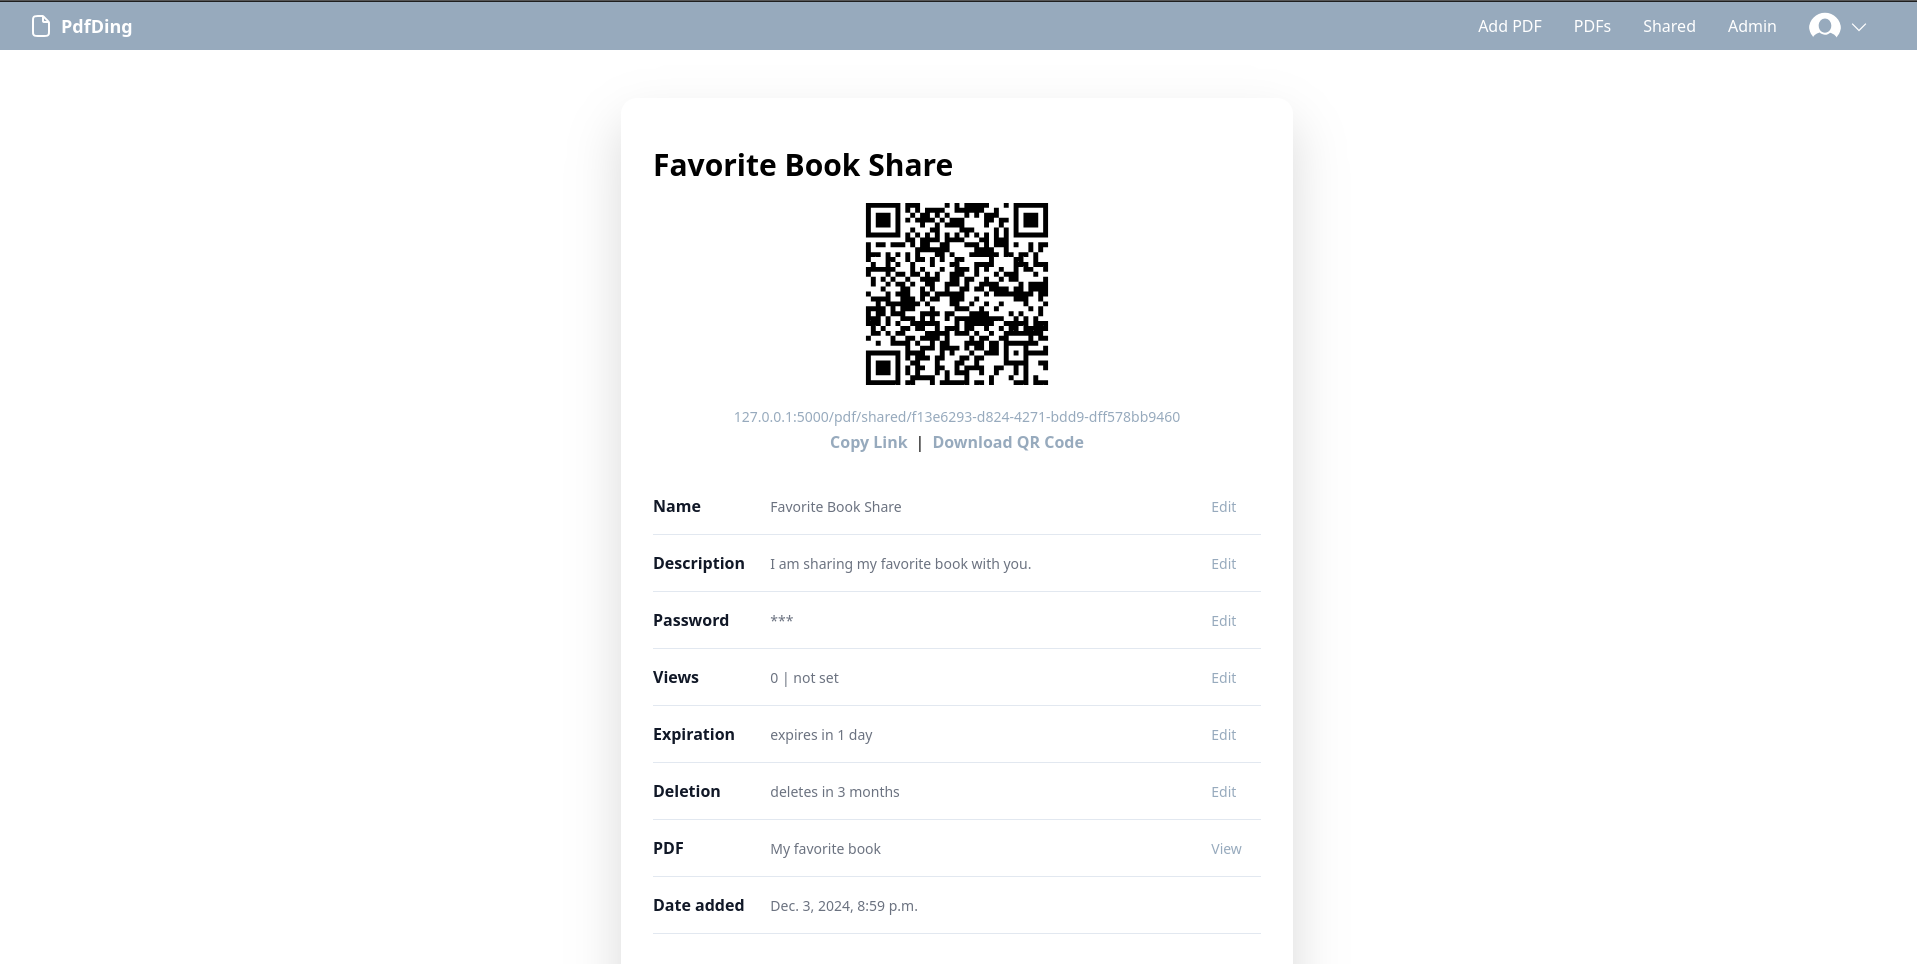 PdfDing Add PDF PDFs Shared Admin
Favorite Book Share
127.0.0.1:5000/pdf/shared/f13e6293-d824-4271-bdd9-dff578bb9460
Copy Link | Download QR Code
Name Favorite Book Share Edit
Description I am sharing my favorite book with you. Edit
Password *** Edit
Views 0 | not set Edit
Expiration expires in 1 day Edit
Deletion deletes in 3 months Edit
PDF My favorite book View
Date added Dec. 3, 2024, 8:59 p.m.